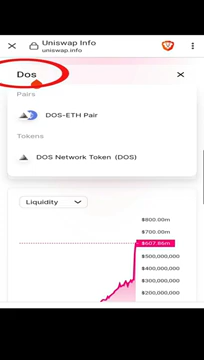 Uniswap Info
uniswap.info
Dos
Pairs
DOS-ETH Pair
Tokens
DOS Network Token (DOS)
Liquidity
$800.00m
$700.00m
$607.86m
$500,000,000
$400,000,000
$300,000,000
$200,000,000